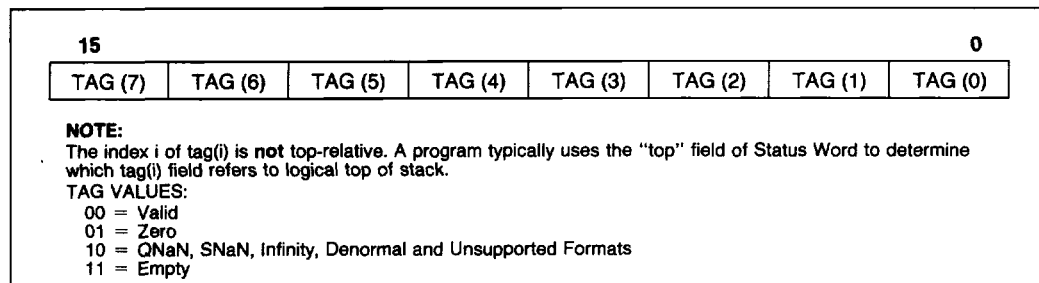 15 0
TAG (7) TAG (6) TAG (5) TAG (4) TAG (3) TAG (2) TAG (1) TAG (0)
NOTE:
The index i of tag(i) is not top-relative. A program typically uses the “top” field of Status Word to determine
which tag(i) field refers to logical top of stack.
TAG VALUES:
00 = Valid
01 = Zero
10 = QNaN, SNaN, Infinity, Denormal and Unsupported Formats
11 = Empty